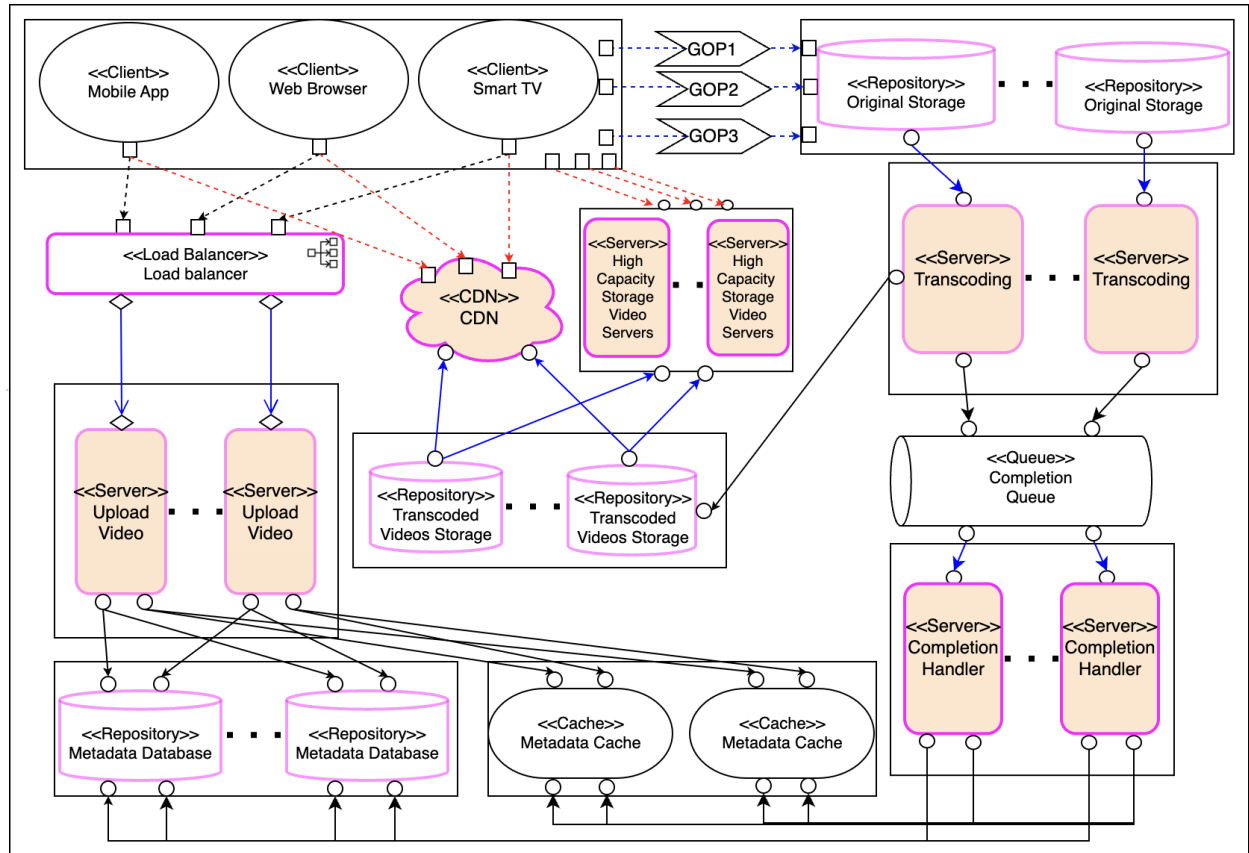 <<Client>>
Mobile App
<<Client>>
Web Browser
<<Client>>
Smart TV
GOP1
GOP2
GOP3
<<Repository>>
Original Storage
<<Repository>>
Original Storage
<<Load Balancer>>
Load balancer
<<CDN>>
CDN
<<Server>>
High
Capacity
Storage
Video
Servers
<<Server>>
High
Capacity
Storage
Video
Servers
<<Server>>
Transcoding
<<Server>>
Transcoding
<<Server>>
Upload
Video
<<Server>>
Upload
Video
<<Repository>>
Transcoded
Videos Storage
<<Repository>>
Transcoded
Videos Storage
<<Queue>>
Completion
Queue
<<Server>>
Completion
Handler
<<Server>>
Completion
Handler
<<Repository>>
Metadata Database
<<Repository>>
Metadata Database
<<Cache>>
Metadata Cache
<<Cache>>
Metadata Cache